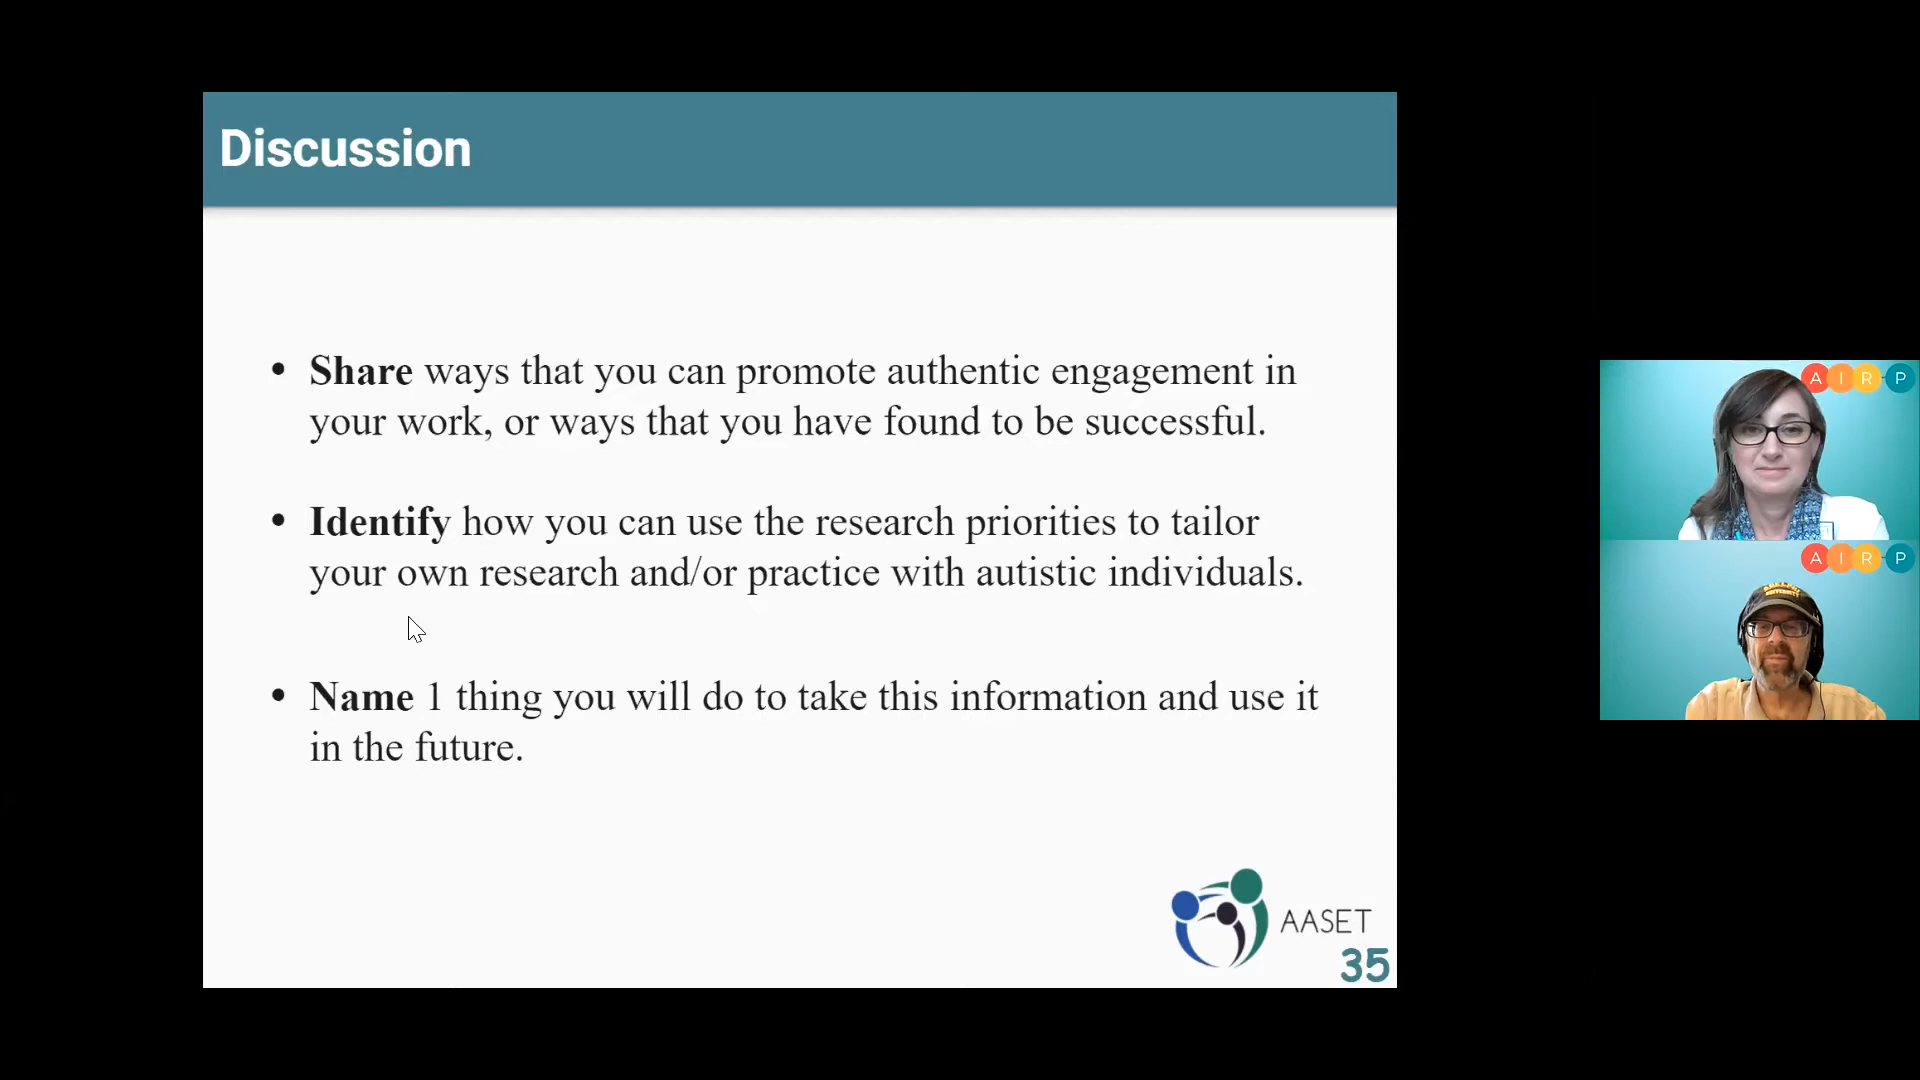 Discussion
• Share ways that you can promote authentic engagement in
your work, or ways that you have found to be successful.
• Identify how you can use the research priorities to tailor
your own research and/or practice with autistic individuals.
• Name 1 thing you will do to take this information and use it
in the future.
AASET
35
A I R P
A I R P